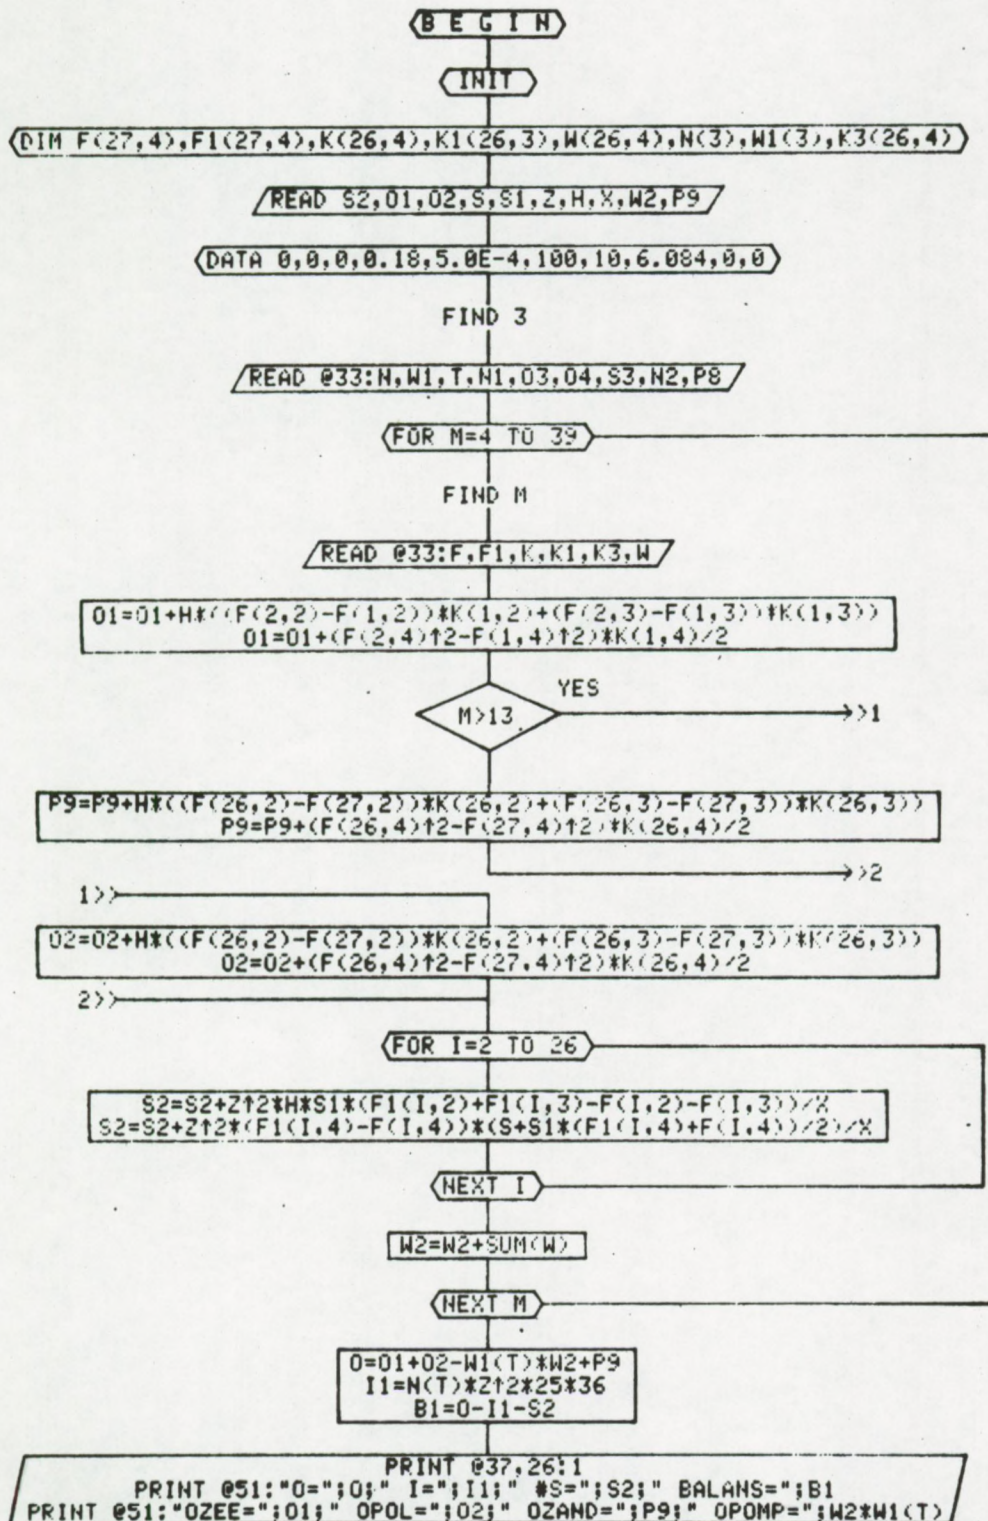 B E G I N
INIT
DIM F(27,4),F1(27,4),K(26,4),K1(26,3),W(26,4),N(3),W1(3),K3(26,4)
READ S2,O1,O2,S,S1,Z,H,X,W2,P9
DATA 0,0,0,0.18,5.0E-4,100,10,6.084,0,0
FIND 3
READ @33:N,W1,T,N1,O3,O4,S3,N2,P8
FOR M=4 TO 39
FIND M
READ @33:F,F1,K,K1,K3,W
O1=O1+H*((F(2,2)-F(1,2))*K(1,2)+(F(2,3)-F(1,3))*K(1,3))
O1=O1+(F(2,4)↑2-F(1,4)↑2)*K(1,4)/2
YES
M>13
>>1
P9=P9+H*((F(26,2)-F(27,2))*K(26,2)+(F(26,3)-F(27,3))*K(26,3))
P9=P9+(F(26,4)↑2-F(27,4)↑2)*K(26,4)/2
>>2
1>>
O2=O2+H*((F(26,2)-F(27,2))*K(26,2)+(F(26,3)-F(27,3))*K(26,3))
O2=O2+(F(26,4)↑2-F(27,4)↑2)*K(26,4)/2
2>>
FOR I=2 TO 26
S2=S2+Z↑2*H*S1*(F1(I,2)+F1(I,3)-F(I,2)-F(I,3))/X
S2=S2+Z↑2*(F1(I,4)-F(I,4))*(S+S1*(F1(I,4)+F(I,4))/2)/X
NEXT I
W2=W2+SUM(W)
NEXT M
O=O1+O2-W1(T)*W2+P9
I1=N(T)*Z↑2*25*36
B1=O-I1-S2
PRINT @37,26:1
PRINT @51:"O=";O;" I=";I1;" #S=";S2;" BALANS=";B1
PRINT @51:"OZEE=";O1;" OPOL=";O2;" OZAND=";P9;" OPOMP=";W2*W1(T)